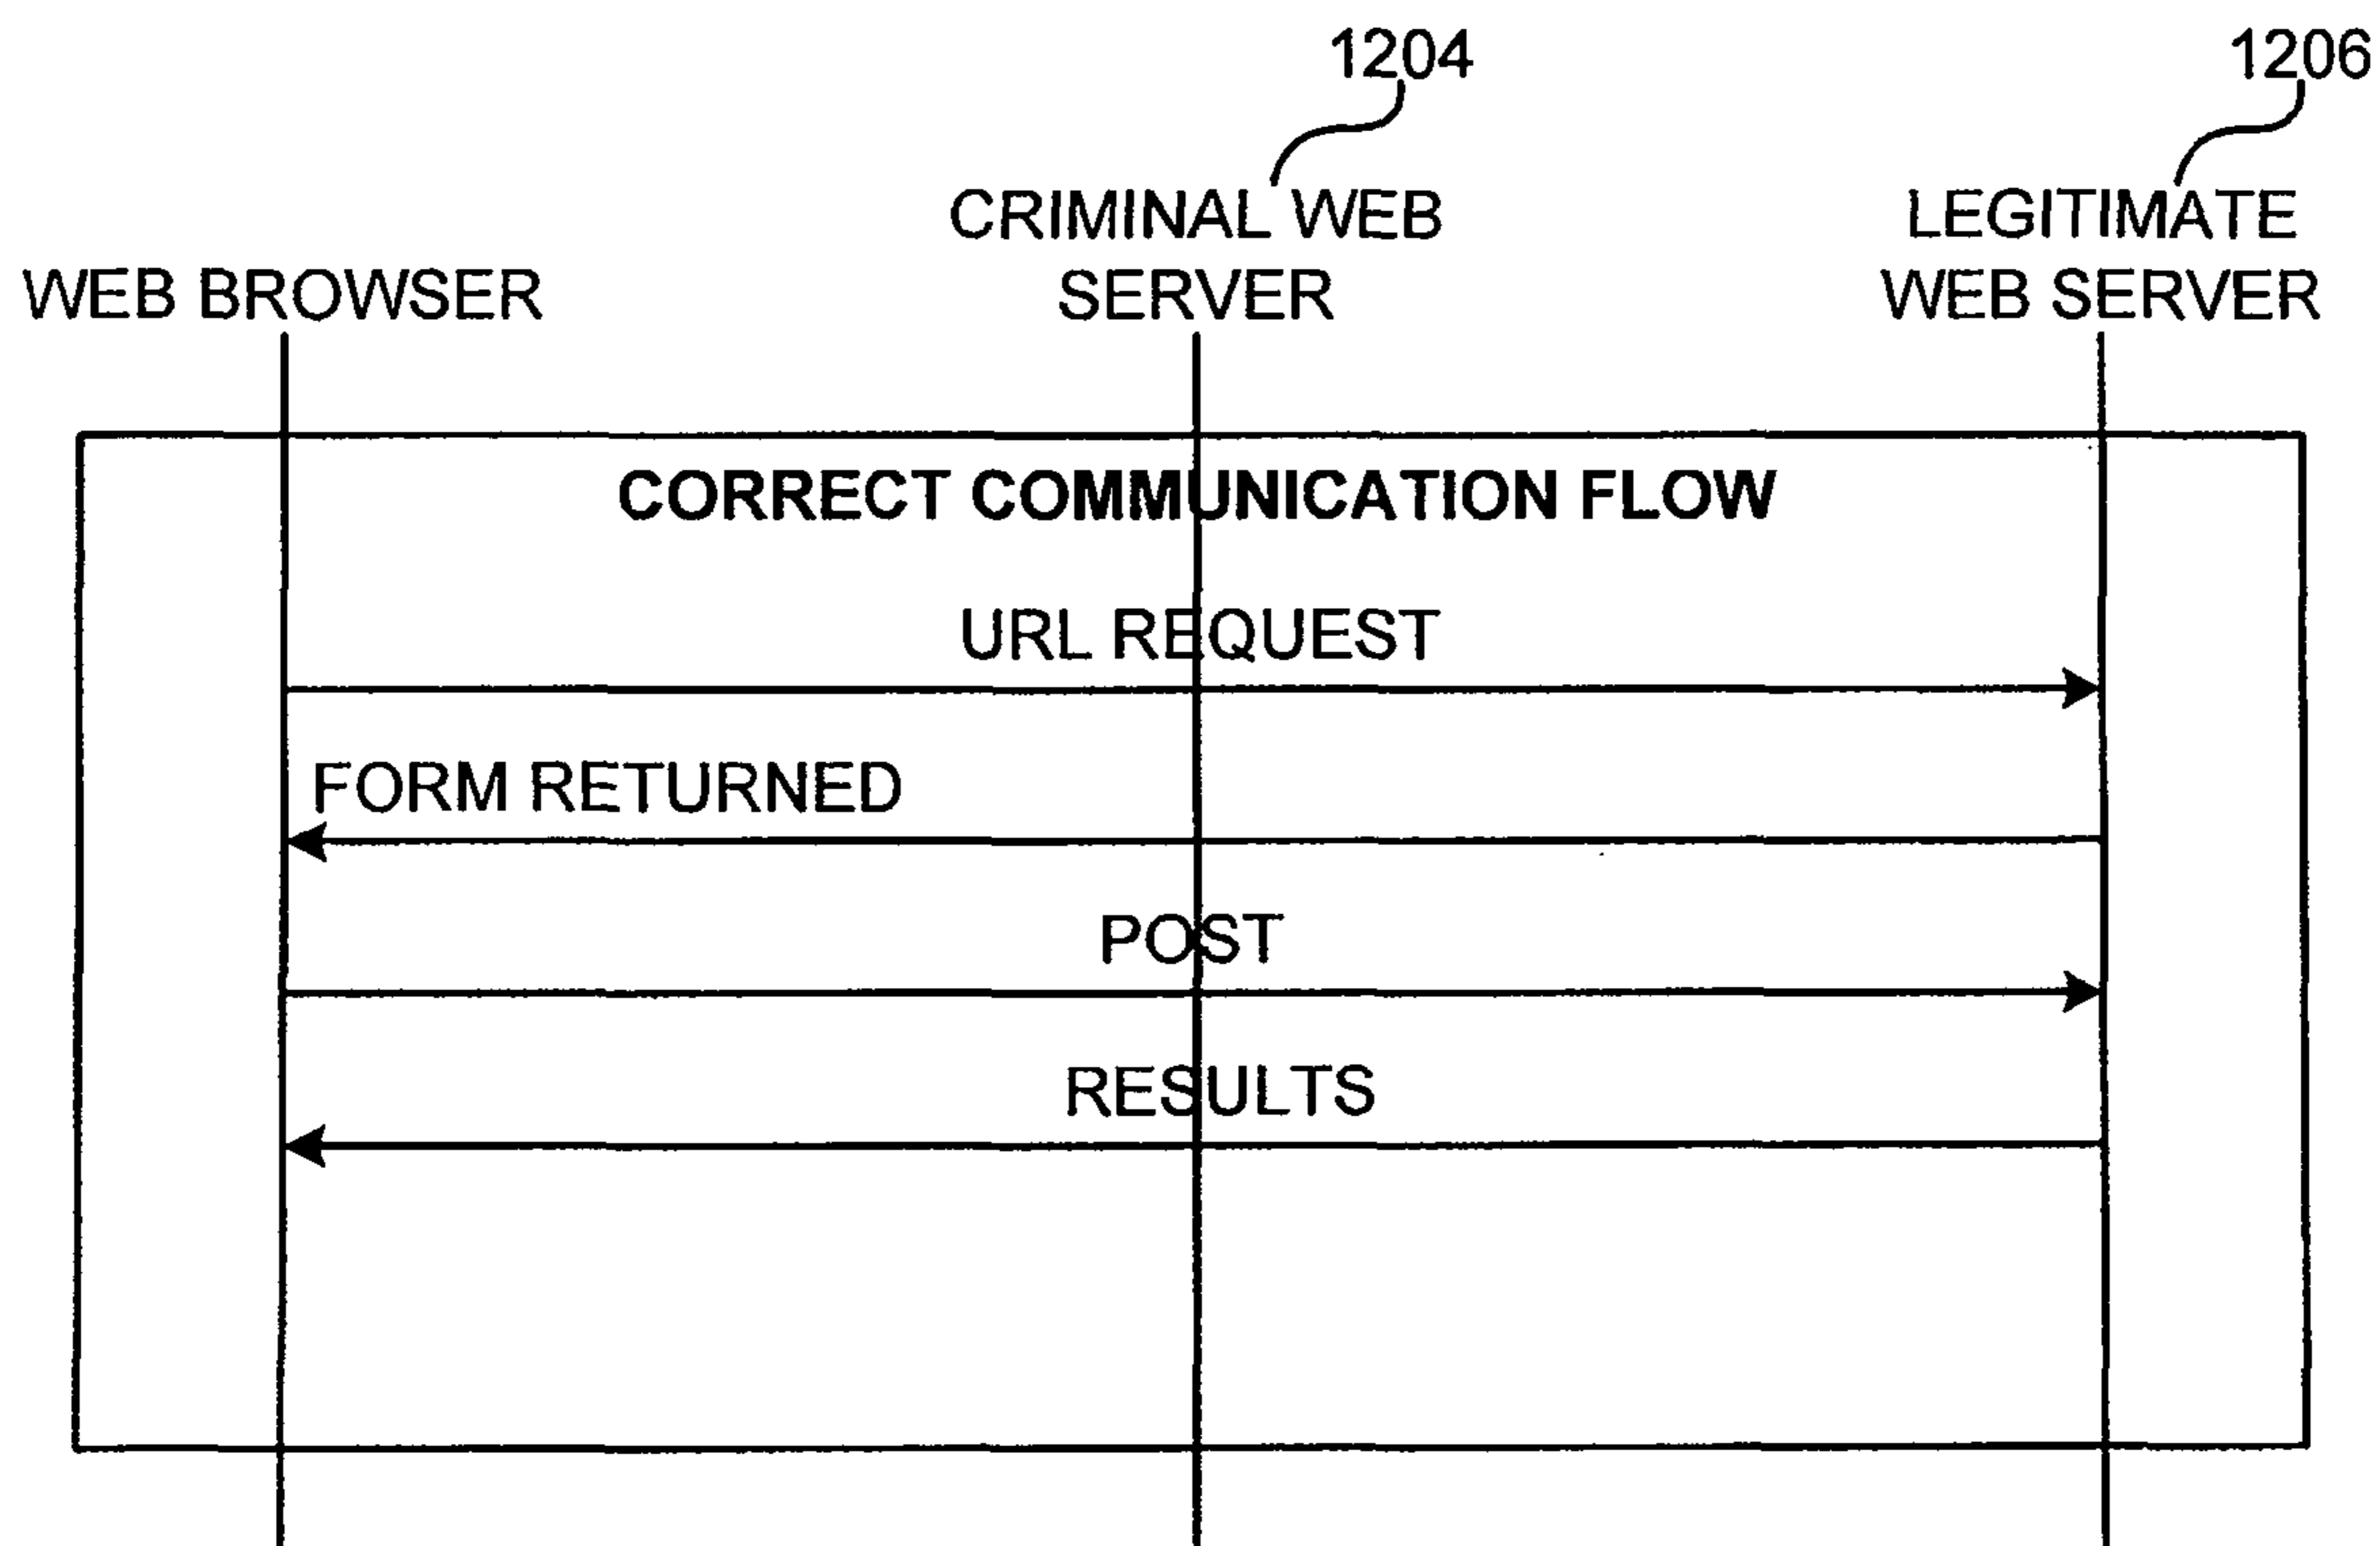 1204
1206
CRIMINAL WEB
SERVER
LEGITIMATE
WEB SERVER
WEB BROWSER
CORRECT COMMUNICATION FLOW
URL REQUEST
FORM RETURNED
POST
RESULTS